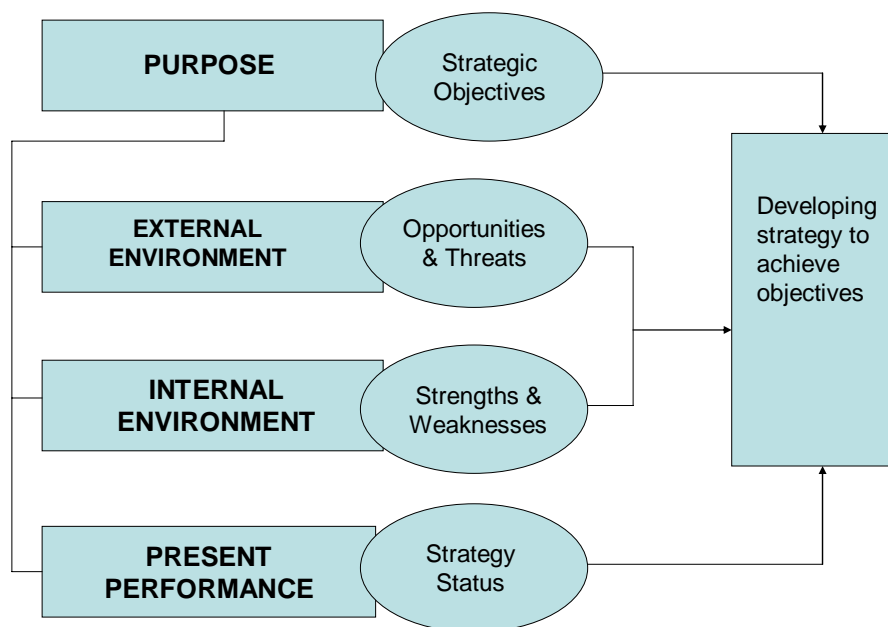 PURPOSE
Strategic
Objectives
EXTERNAL
ENVIRONMENT
Opportunities
& Threats
INTERNAL
ENVIRONMENT
Strengths &
Weaknesses
PRESENT
PERFORMANCE
Strategy
Status
Developing
strategy to
achieve
objectives